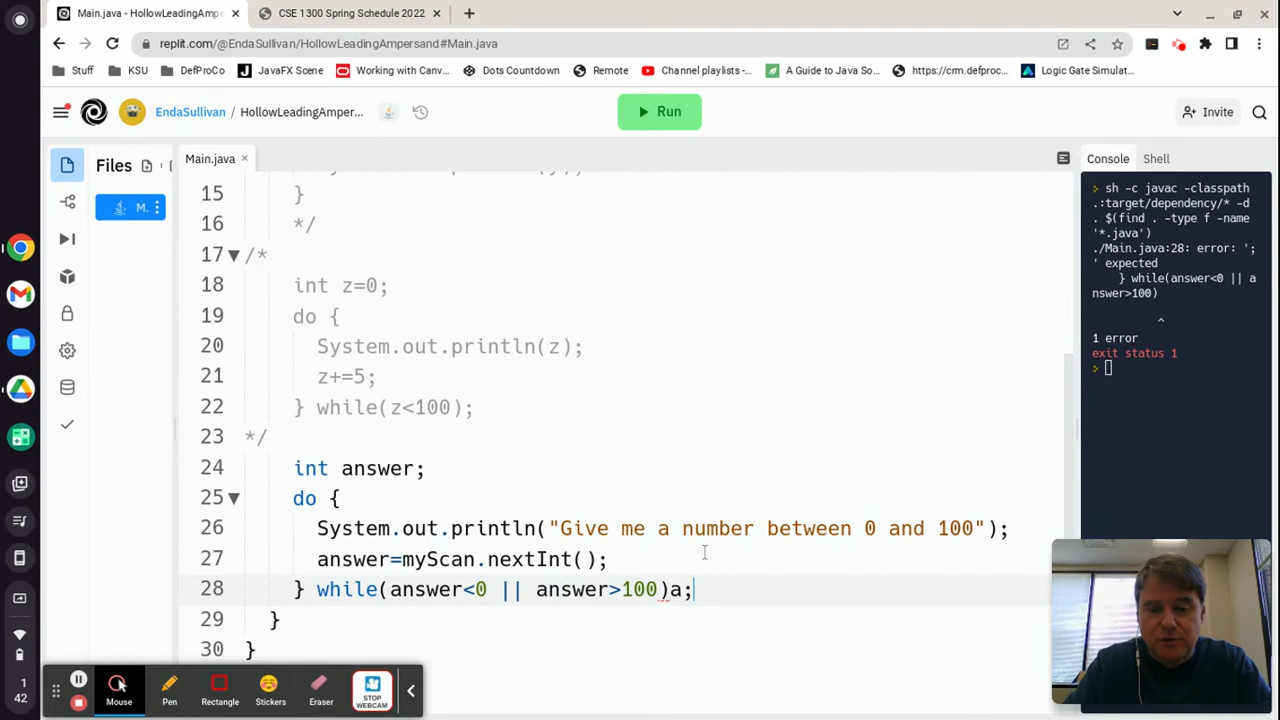 Main.java - HollowLeadingAmpe
CSE 1300 Spring Schedule 2022
replit.com/@EndaSullivan/HollowLeadingAmpersand#Main.java
Stuff
KSU
DefProCo
JavaFX Scene
Working with Canv...
Dots Countdown
Remote
Channel playlists -...
A Guide to Java So...
https://crm.defproc...
Logic Gate Simulat...
EndaSullivan / HollowLeadingAmper...
Run
Invite
Files
M.
Main.java
Console
Shell
15 }
16 */
17 /*
18 int z=0;
19 do {
20 System.out.println(z);
21 z+=5;
22 } while(z<100);
23 */
24 int answer;
25 do {
26 System.out.println("Give me a number between 0 and 100");
27 answer=myScan.nextInt();
28 } while(answer<0 || answer>100)a;
29 }
30 }
sh -c javac -classpath
.:target/dependency/* -d
. $(find . -type f -name
'*.java')
./Main.java:28: error: ';
' expected
} while(answer<0 || a
nswer>100)
^
1 error
exit status 1
1
42
Mouse
Pen
Rectangle
Stickers
Eraser
STOP
WEBCAM